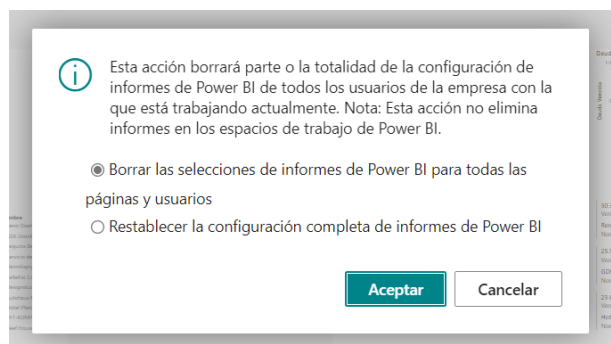 Esta acción borrará parte o la totalidad de la configuración de
informes de Power BI de todos los usuarios de la empresa con la
que está trabajando actualmente. Nota: Esta acción no elimina
informes en los espacios de trabajo de Power BI.
Borrar las selecciones de informes de Power BI para todas las
páginas y usuarios
Restablecer la configuración completa de informes de Power BI
Aceptar Cancelar